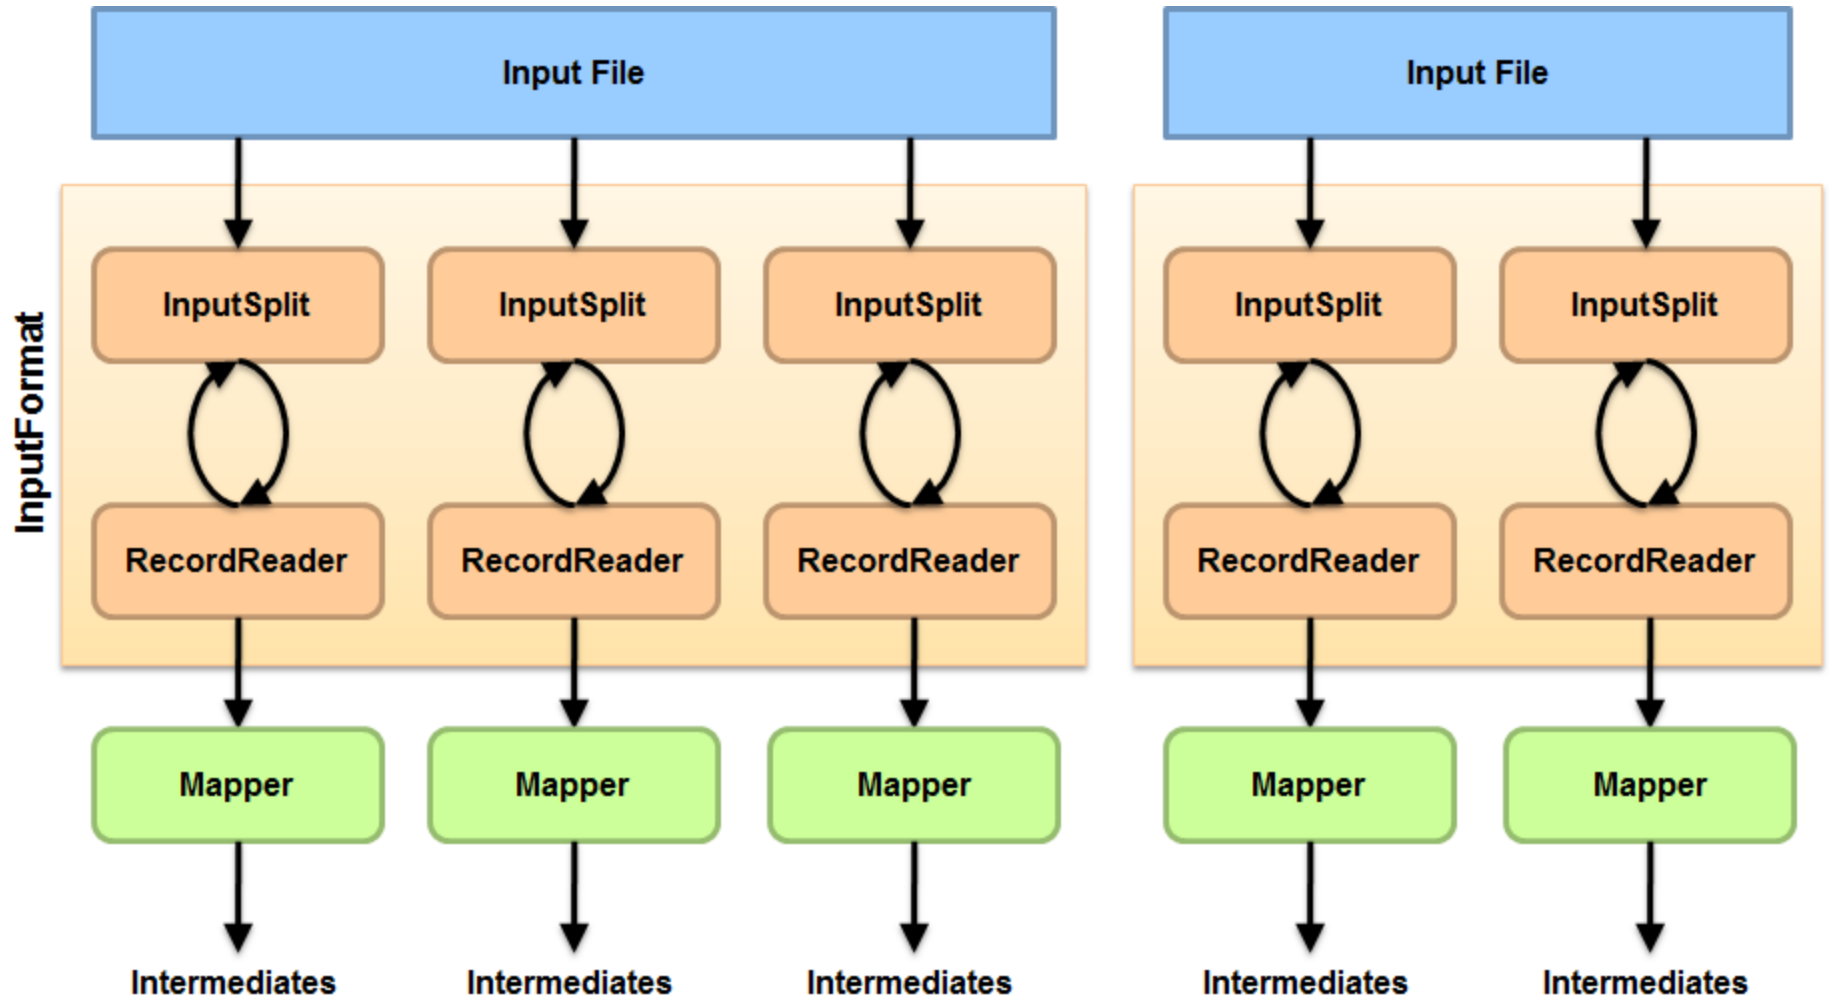 Input File
Input File
InputFormat
InputSplit
InputSplit
InputSplit
InputSplit
InputSplit
RecordReader
RecordReader
RecordReader
RecordReader
RecordReader
Mapper
Mapper
Mapper
Mapper
Mapper
Intermediates
Intermediates
Intermediates
Intermediates
Intermediates